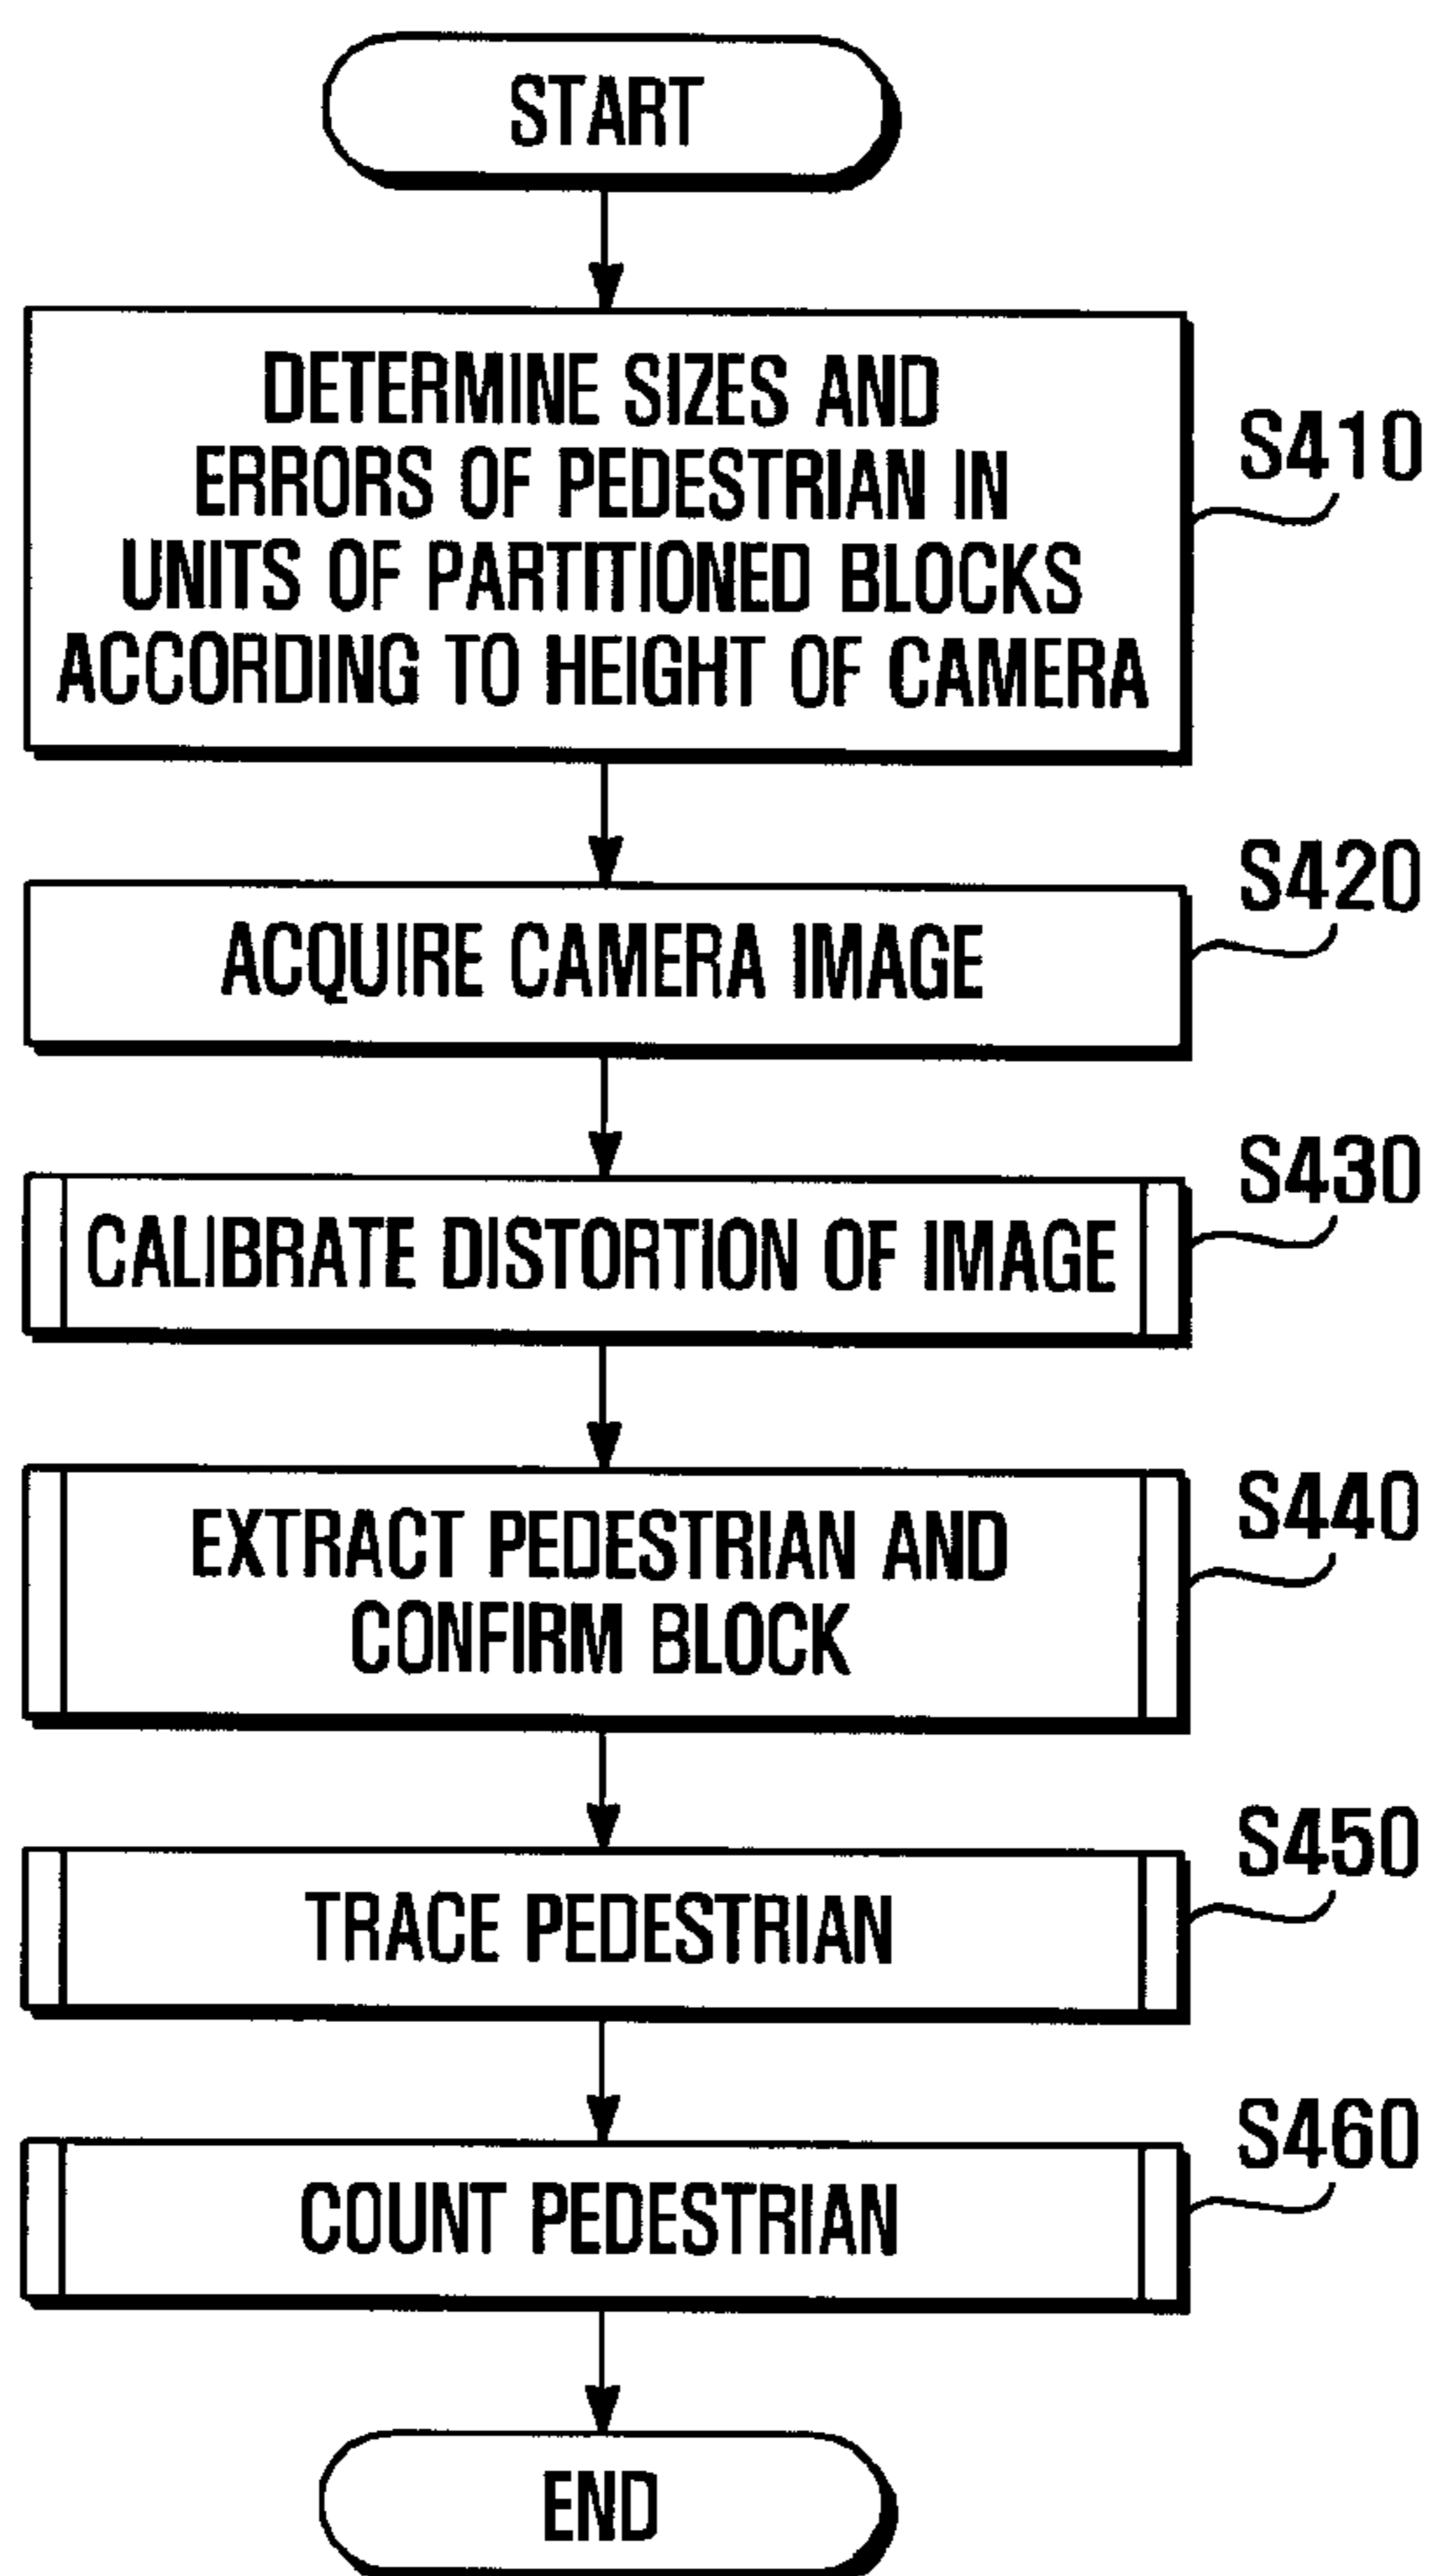 START
DETERMINE SIZES AND
ERRORS OF PEDESTRIAN IN
UNITS OF PARTITIONED BLOCKS
ACCORDING TO HEIGHT OF CAMERA
S410
ACQUIRE CAMERA IMAGE
S420
CALIBRATE DISTORTION OF IMAGE
S430
EXTRACT PEDESTRIAN AND
CONFIRM BLOCK
S440
TRACE PEDESTRIAN
S450
COUNT PEDESTRIAN
S460
END